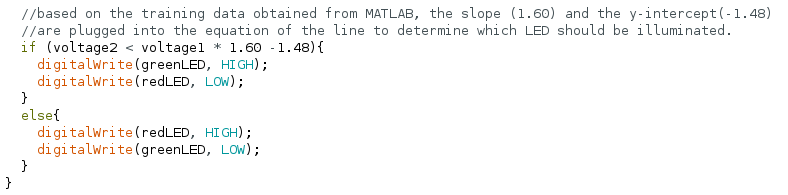 //based on the training data obtained from MATLAB, the slope (1.60) and the y-intercept(-1.48)
//are plugged into the equation of the line to determine which LED should be illuminated.
if (voltage2 < voltage1 * 1.60 -1.48){
digitalWrite(greenLED, HIGH);
digitalWrite(redLED, LOW);
}
else{
digitalWrite(redLED, HIGH);
digitalWrite(greenLED, LOW);
}
}